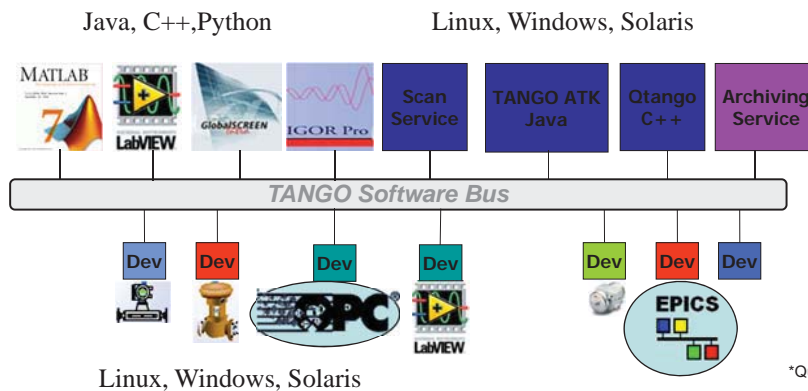 Java, C++,Python
Linux, Windows, Solaris
MATLAB
7
LabVIEW
GlobalSCREEN
Intra
IGOR Pro
Scan
Service
TANGO ATK
Java
Qtango
C++
Archiving
Service
TANGO Software Bus
Dev
Dev
Dev
Dev
Dev
Dev
Dev
OPC®
LabVIEW
EPICS
Linux, Windows, Solaris
*Q